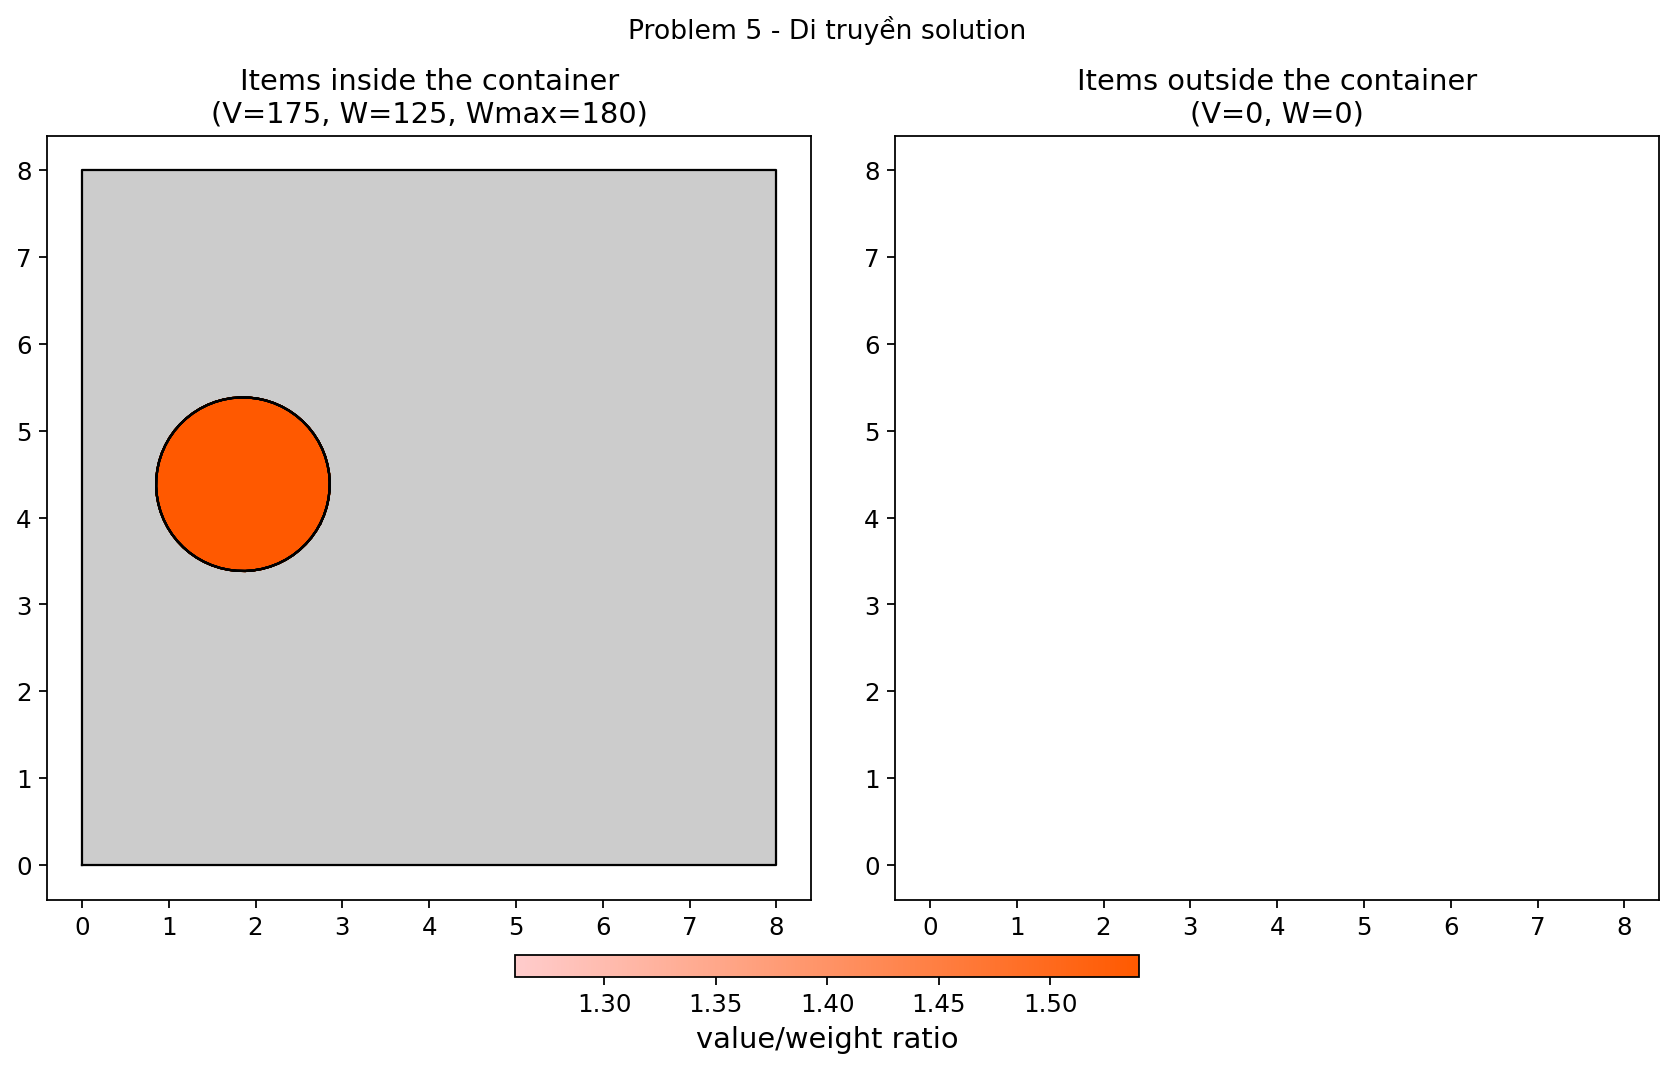 Problem 5 - Di truyền solution
Items inside the container
(V=175, W=125, Wmax=180)
8
7
6
5
4
3
2
1
0
0 1 2 3 4 5 6 7 8
Items outside the container
(V=0, W=0)
8
7
6
5
4
3
2
1
0
0 1 2 3 4 5 6 7 8
1.30 1.35 1.40 1.45 1.50
value/weight ratio